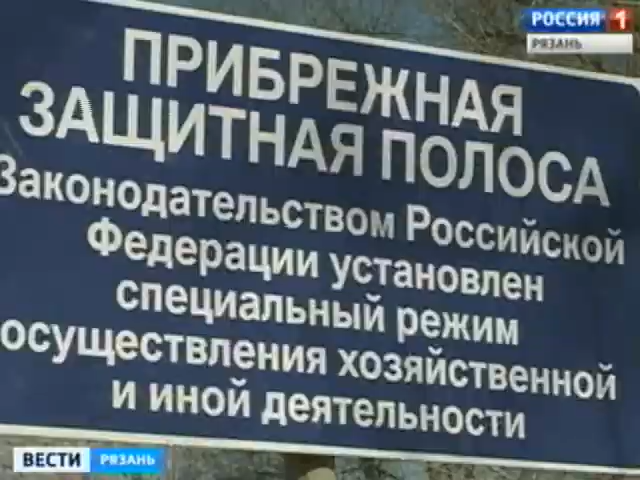 РОССИЯ 1
РЯЗАНЬ
ПРИБРЕЖНАЯ
ЗАЩИТНАЯ ПОЛОСА
Законодательством Российской
Федерации установлен
специальный режим
осуществления хозяйственной
и иной деятельности
ВЕСТИ РЯЗАНЬ